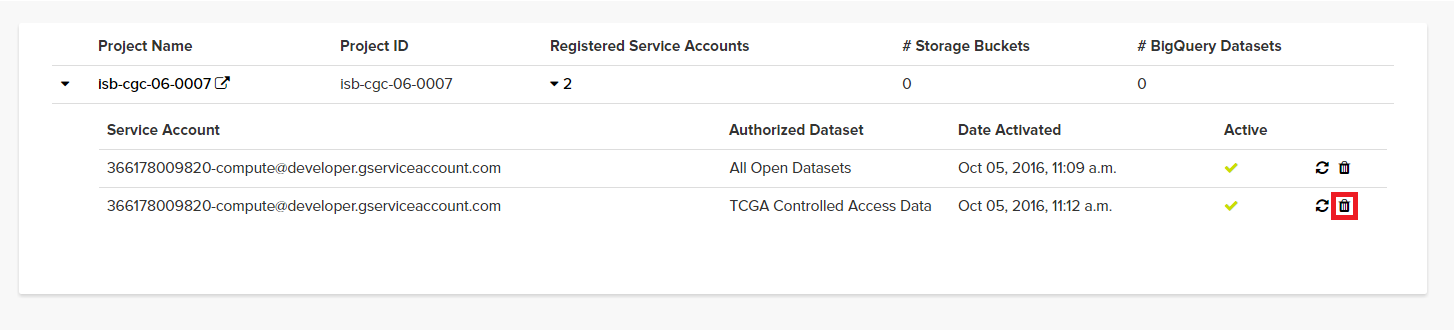 Project Name Project ID Registered Service Accounts # Storage Buckets # BigQuery Datasets
isb-cgc-06-0007 isb-cgc-06-0007 2 0 0
Service Account Authorized Dataset Date Activated Active
366178009820-compute@developer.gserviceaccount.com All Open Datasets Oct 05, 2016, 11:09 a.m.
366178009820-compute@developer.gserviceaccount.com TCGA Controlled Access Data Oct 05, 2016, 11:12 a.m.